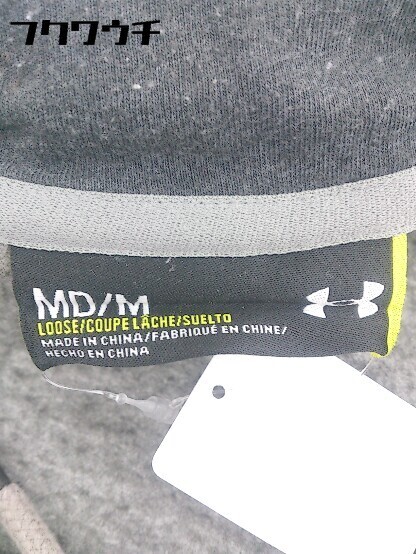 フクワウチ
MD/M
LOOSE/COUPE LÂCHE/SUELTO
MADE IN CHINA/FABRIQUÉ EN CHINE/
HECHO EN CHINA